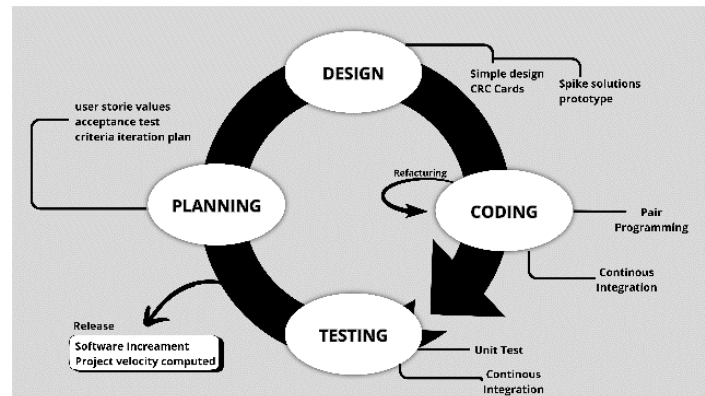 DESIGN
Simple design
CRC Cards
Spike solutions
prototype
user storie values
acceptance test
criteria iteration plan
Refacturing
PLANNING
CODING
Pair
Programming
Continous
Integration
Release
Software Increament
Project velocity computed
TESTING
Unit Test
Continous
Integration